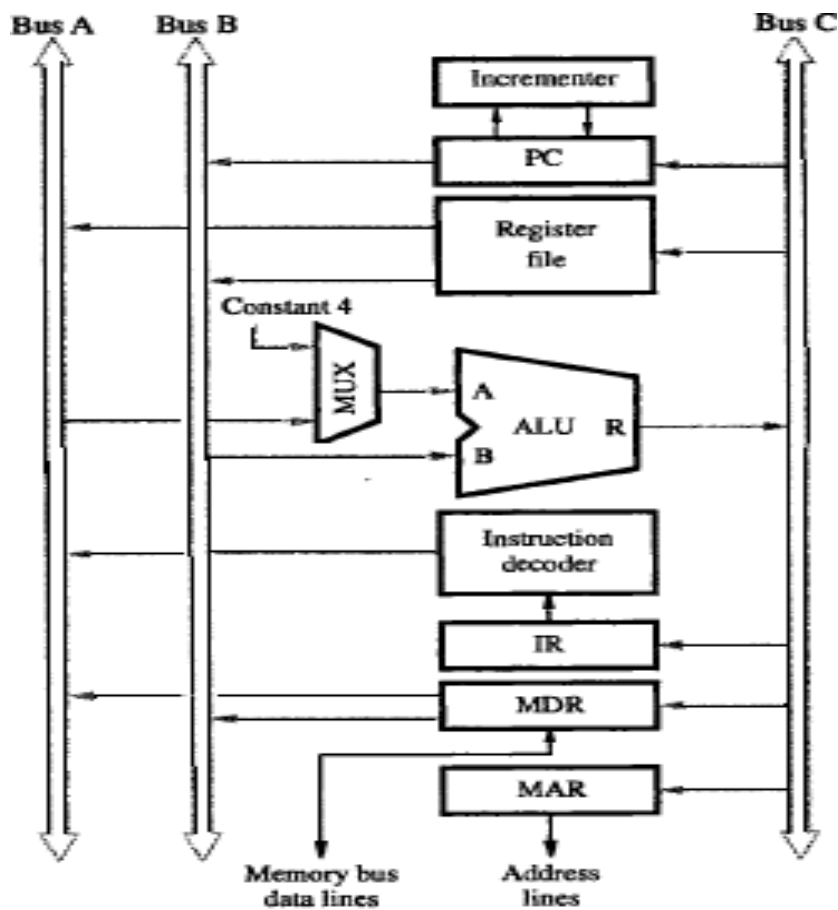 Bus A
Bus B
Bus C
Incrementer
PC
Register
file
Constant 4
MUX
A
ALU
R
B
Instruction
decoder
IR
MDR
MAR
Memory bus
data lines
Address
lines